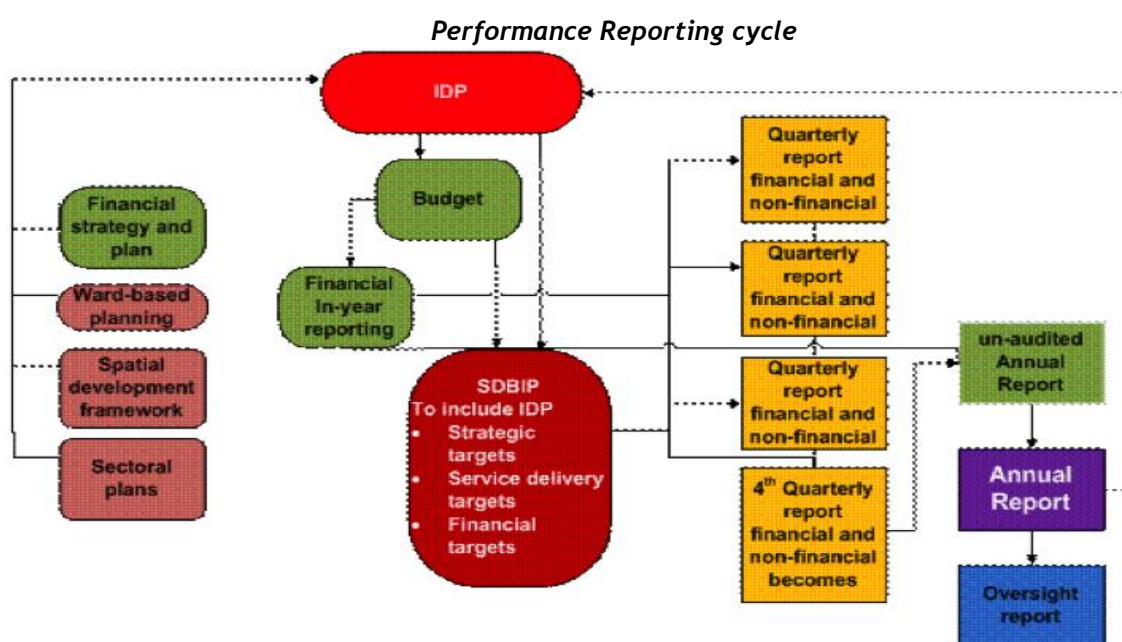 Performance Reporting cycle
IDP
Budget
Financial
strategy and
plan
Ward-based
planning
Spatial
development
framework
Sectoral
plans
Financial
In-year
reporting
SDBIP
To include IDP
• Strategic
targets
• Service delivery
targets
• Financial
targets
Quarterly
report
financial and
non-financial
Quarterly
report
financial and
non-financial
Quarterly
report
financial and
non-financial
4th Quarterly
report
financial and
non-financial
becomes
un-audited
Annual
Report
Annual
Report
Oversight
report